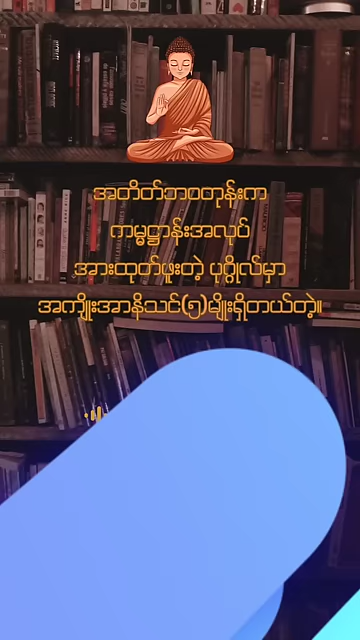 အတိတ်ဘဝတုန်းက
ကမ္မဋ္ဌာန်းအလုပ်
အားထုတ်ဖူးတဲ့ ပုဂ္ဂိုလ်မှာ
အကျိုးအာနိသင်(၅)မျိုးရှိတယ်တဲ့။